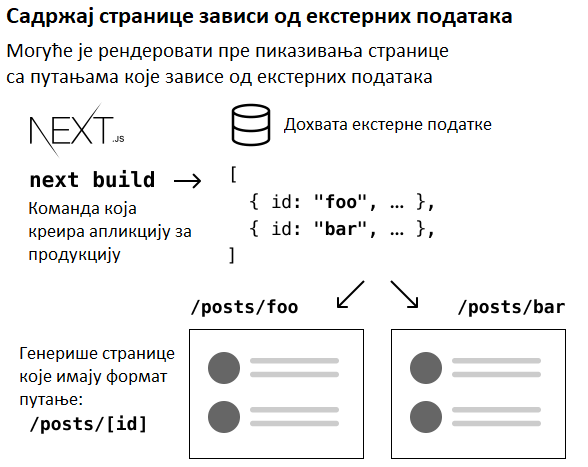 Садржај странице зависи од екстерних података
Могуће је рендеровати пре пиказивања странице
са путањама које зависе од екстерних података
NEXT.JS
Дохвата екстерне податке
next build
[
{ id: "foo", … },
{ id: "bar", … },
]
Команда која
креира апликцију за
продукцију
/posts/foo
/posts/bar
Генерише странице
које имају формат
путање:
/posts/[id]